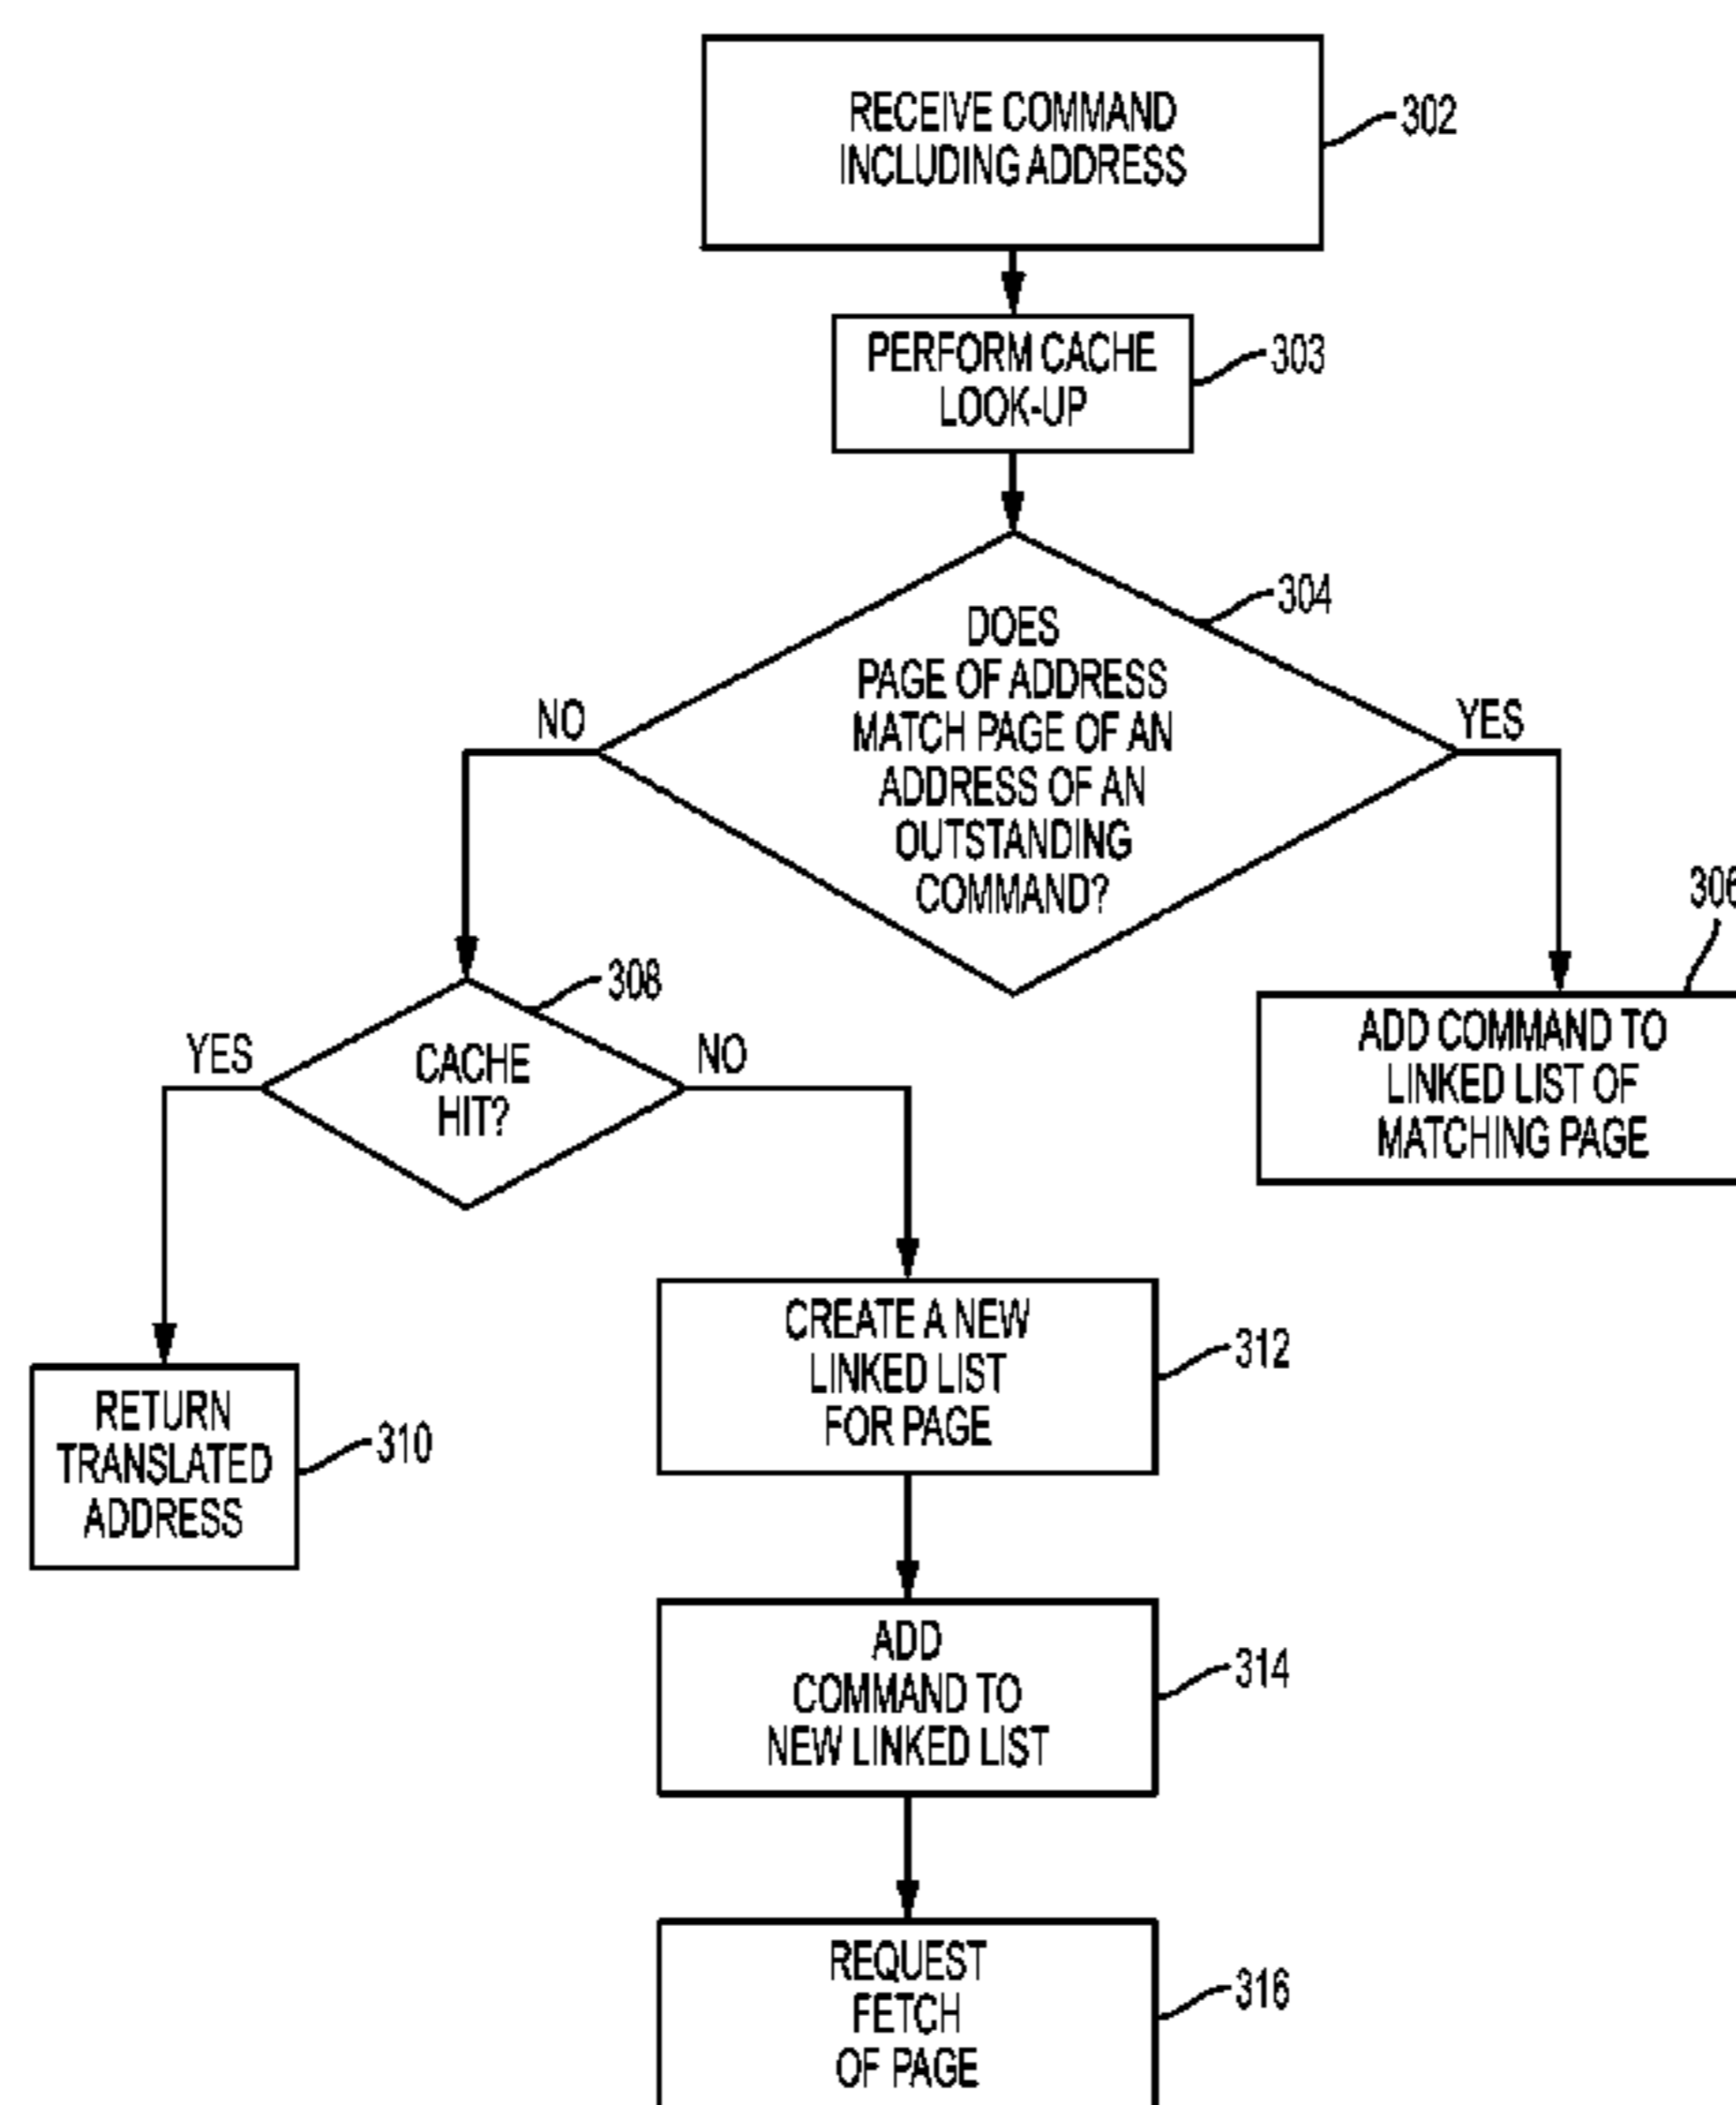 RECEIVE COMMAND
INCLUDING ADDRESS
302
PERFORM CACHE
LOOK-UP
303
304
DOES
PAGE OF ADDRESS
MATCH PAGE OF AN
ADDRESS OF AN
OUTSTANDING
COMMAND?
NO
YES
306
ADD COMMAND TO
LINKED LIST OF
MATCHING PAGE
308
CACHE
HIT?
YES
NO
RETURN
TRANSLATED
ADDRESS
310
CREATE A NEW
LINKED LIST
FOR PAGE
312
ADD
COMMAND TO
NEW LINKED LIST
314
REQUEST
FETCH
OF PAGE
316